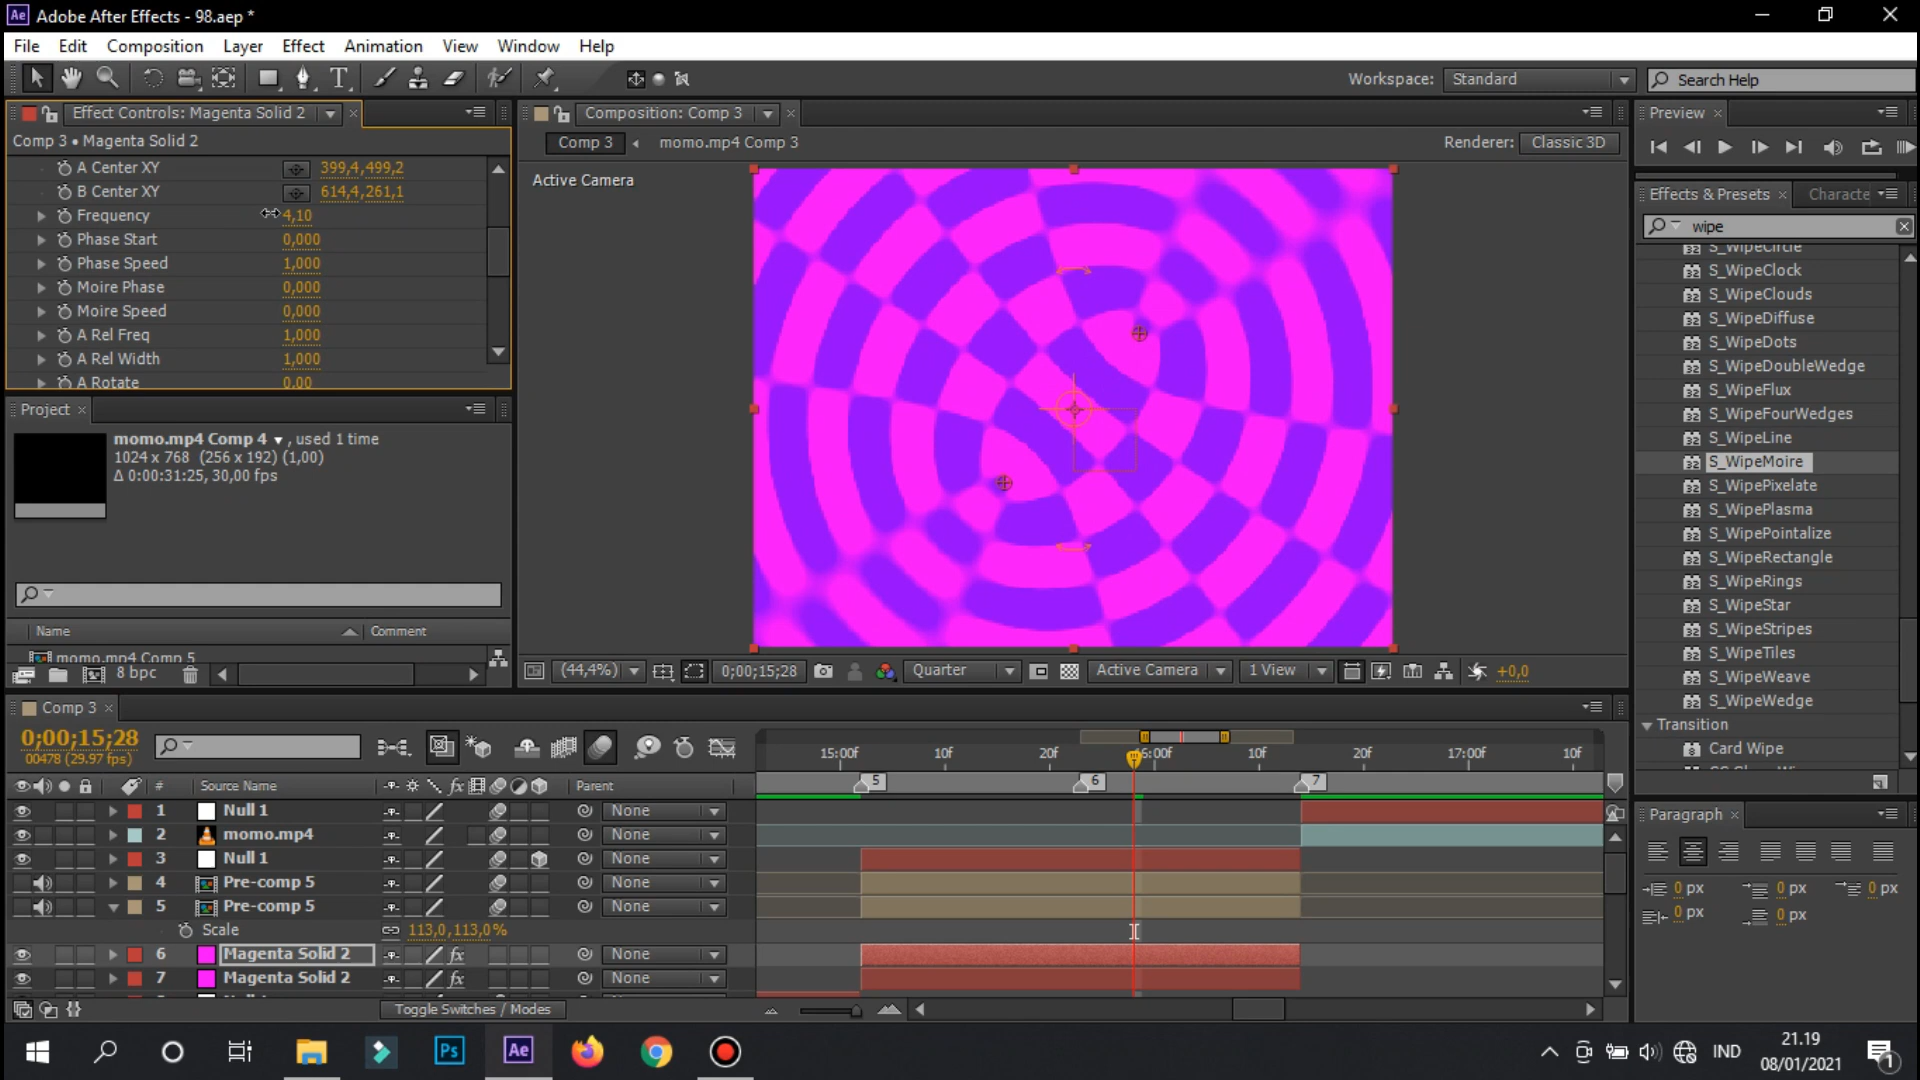 Ae Adobe After Effects - 98.aep *
File Edit Composition Layer Effect Animation View Window Help
Workspace: Standard
Search Help
Effect Controls: Magenta Solid 2
Comp 3 • Magenta Solid 2
A Center XY 399,4,499,2
B Center XY 614,4,261,1
Frequency 4,10
Phase Start 0,000
Phase Speed 1,000
Moire Phase 0,000
Moire Speed 0,000
A Rel Freq 1,000
A Rel Width 1,000
A Rotate 0,00
Project
momo.mp4 Comp 4 , used 1 time
1024 x 768 (256 x 192) (1,00)
Δ 0:00:31:25, 30,00 fps
Name Comment
momo.mp4 Comp 5
8 bpc
Composition: Comp 3
Comp 3 momo.mp4 Comp 3
Renderer: Classic 3D
Active Camera
(44,4%) 0;00;15;28 Quarter Active Camera 1 View +0,0
Preview
Effects & Presets Characte
wipe
S_WipeCircle
S_WipeClock
S_WipeClouds
S_WipeDiffuse
S_WipeDots
S_WipeDoubleWedge
S_WipeFlux
S_WipeFourWedges
S_WipeLine
S_WipeMoire
S_WipePixelate
S_WipePlasma
S_WipePointalize
S_WipeRectangle
S_WipeRings
S_WipeStar
S_WipeStripes
S_WipeTiles
S_WipeWeave
S_WipeWedge
Transition
Card Wipe
Paragraph
0 px 0 px 0 px
0 px 0 px
Comp 3
0;00;15;28
00478 (29.97 fps)
15:00f 10f 20f 16:00f 10f 20f 17:00f 10f
5 6 7
# Source Name Parent
1 Null 1 None
2 momo.mp4 None
3 Null 1 None
4 Pre-comp 5 None
5 Pre-comp 5 None
Scale 113,0,113,0%
6 Magenta Solid 2 None
7 Magenta Solid 2 None
Toggle Switches / Modes
Ps Ae
IND
21.19
08/01/2021
1